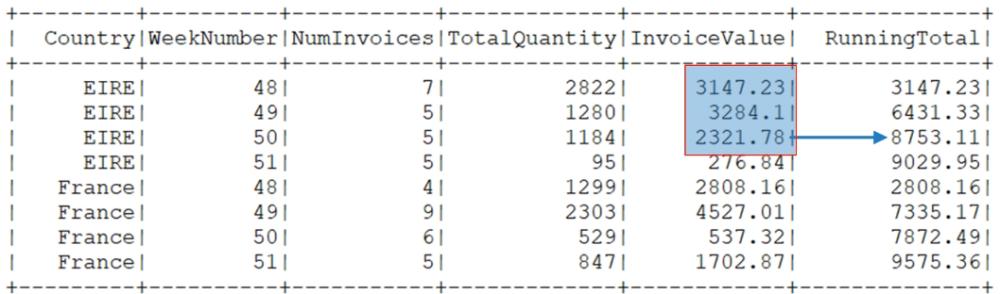 +---------+----------+-----------+-------------+------------+------------+
|  Country|WeekNumber|NumInvoices|TotalQuantity|InvoiceValue|RunningTotal|
+---------+----------+-----------+-------------+------------+------------+
|     EIRE|        48|          7|         2822|     3147.23|     3147.23|
|     EIRE|        49|          5|         1280|      3284.1|     6431.33|
|     EIRE|        50|          5|         1184|     2321.78|     8753.11|
|     EIRE|        51|          5|           95|      276.84|     9029.95|
|   France|        48|          4|         1299|     2808.16|     2808.16|
|   France|        49|          9|         2303|     4527.01|     7335.17|
|   France|        50|          6|          529|      537.32|     7872.49|
|   France|        51|          5|          847|     1702.87|     9575.36|
+---------+----------+-----------+-------------+------------+------------+